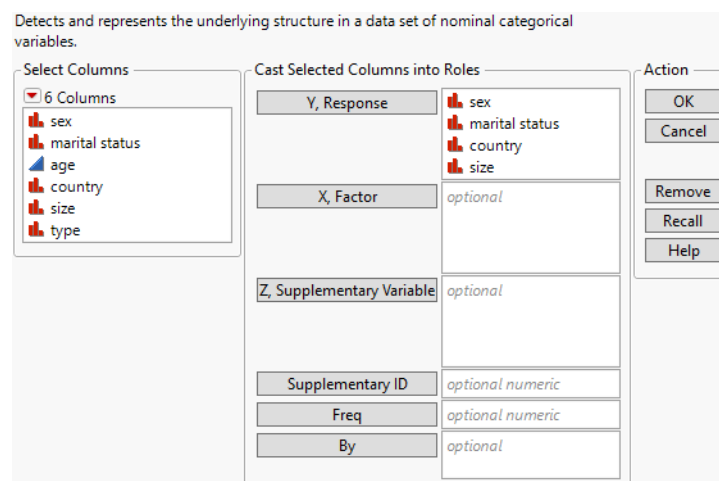 Detects and represents the underlying structure in a data set of nominal categorical
variables.
Select Columns
6 Columns
sex
marital status
age
country
size
type
Cast Selected Columns into Roles
Y, Response
sex
marital status
country
size
X, Factor
optional
Z, Supplementary Variable
optional
Supplementary ID
optional numeric
Freq
optional numeric
By
optional
Action
OK
Cancel
Remove
Recall
Help